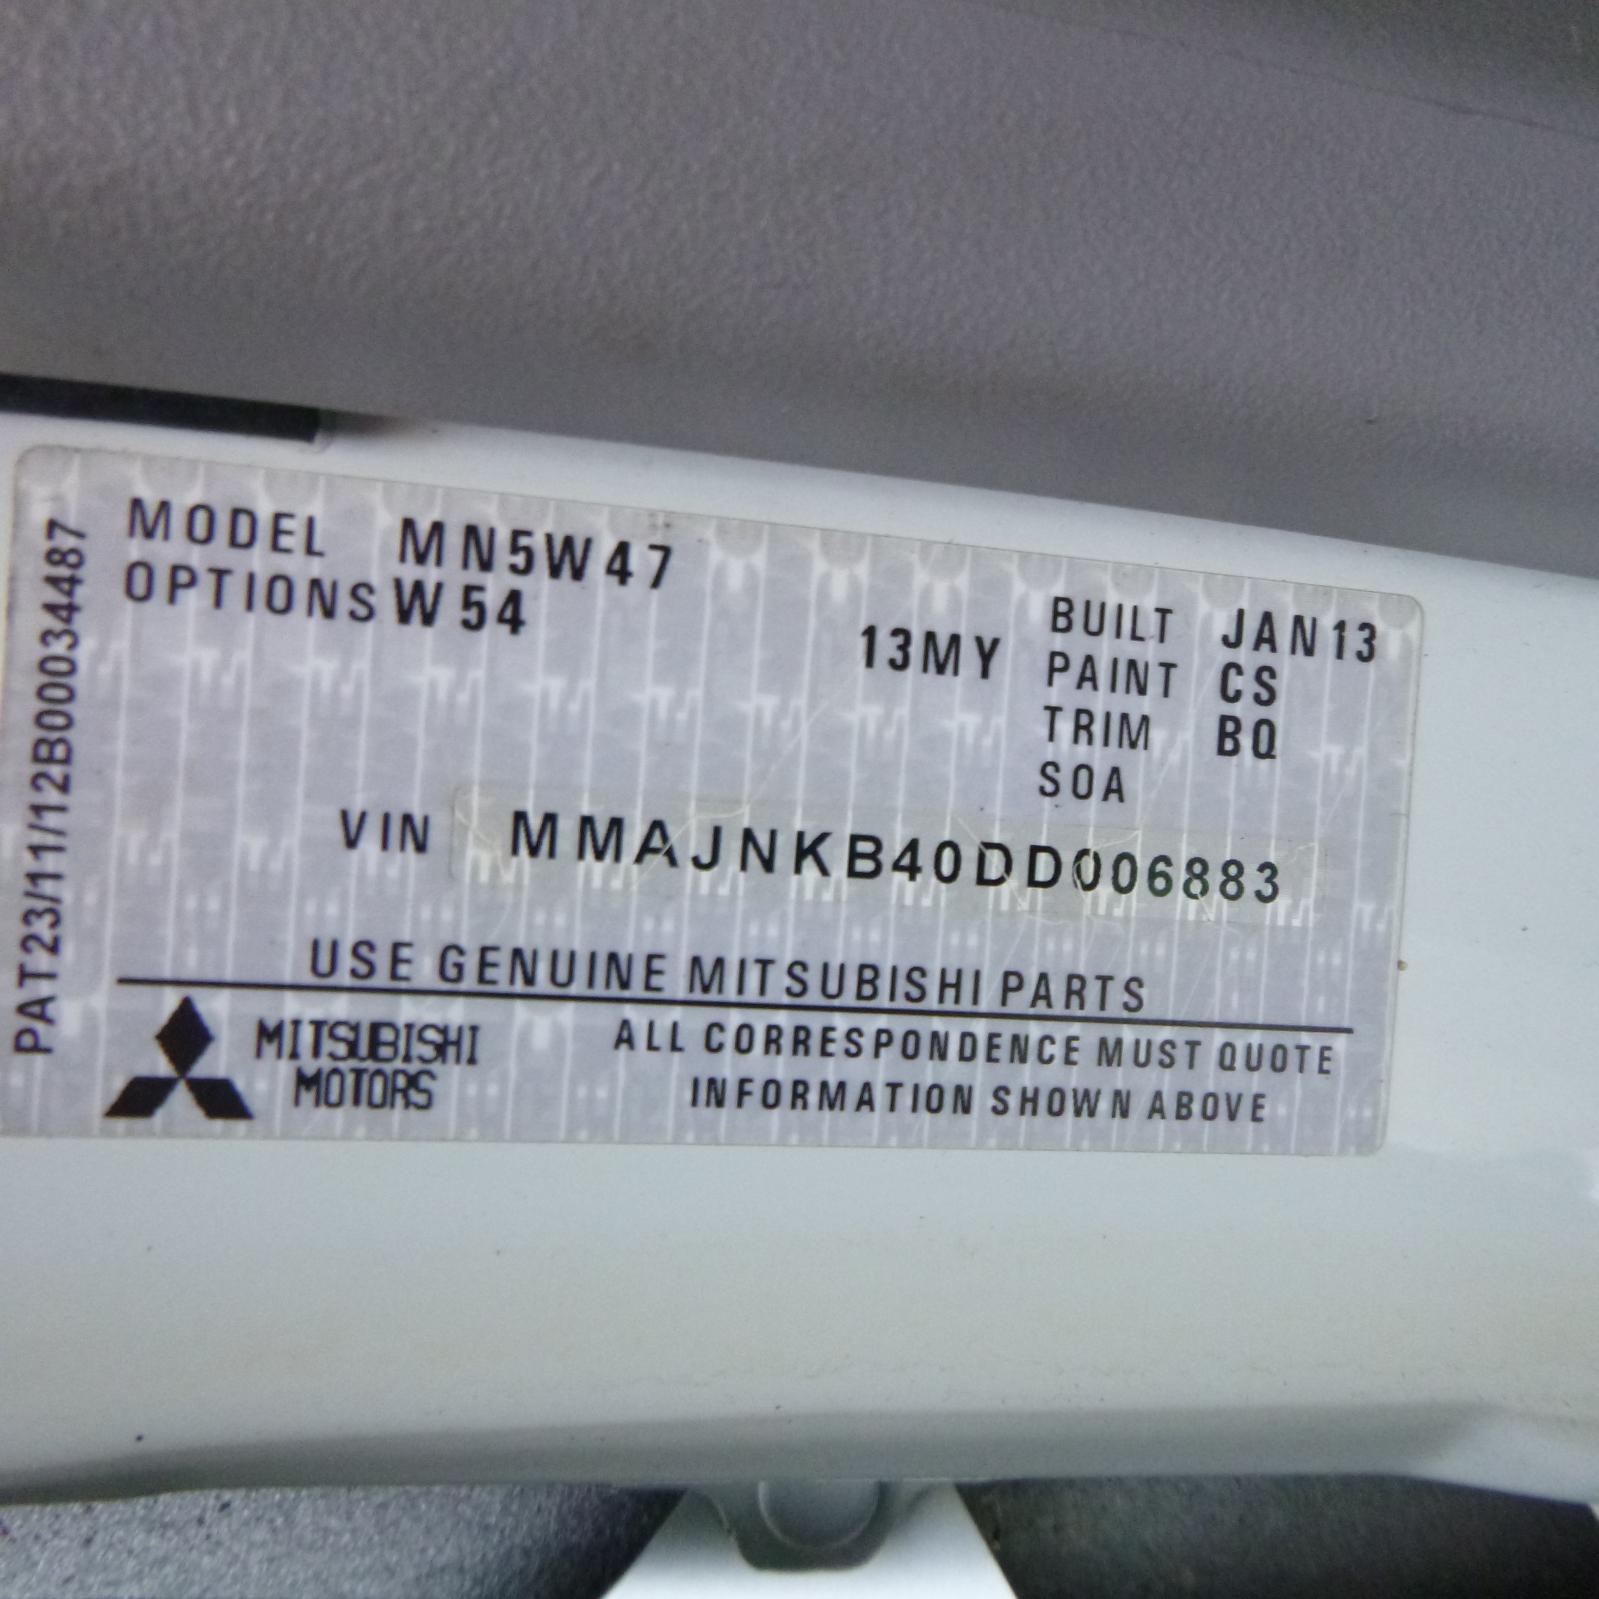 MODEL MN5W47
OPTIONS W54
13MY
BUILT JAN13
PAINT CS
TRIM BQ
SOA
VIN MMAJNKB40DD006883
USE GENUINE MITSUBISHI PARTS
MITSUBISHI
MOTORS
ALL CORRESPONDENCE MUST QUOTE
INFORMATION SHOWN ABOVE
PAT23/11/12B00034487